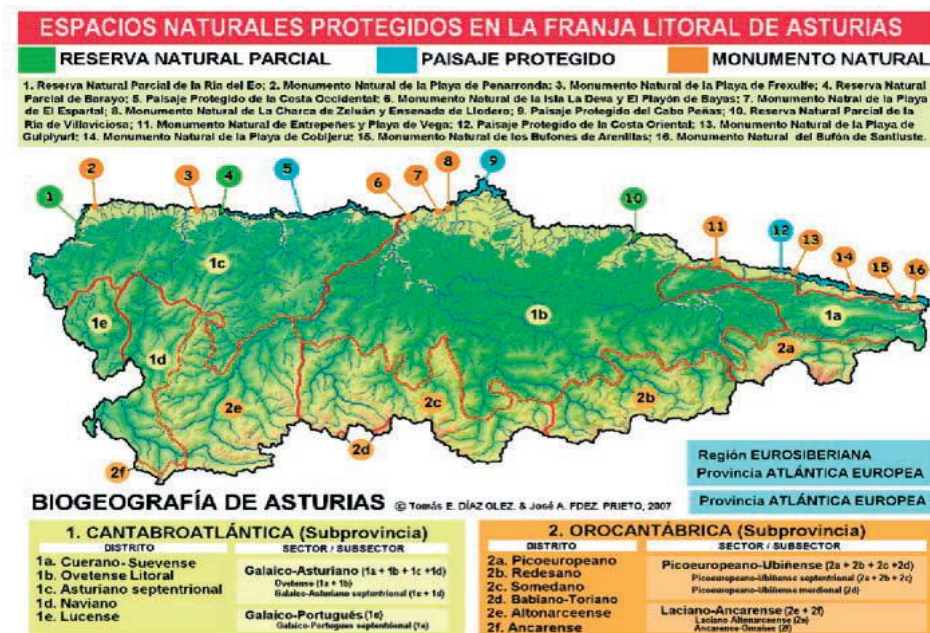 ESPACIOS NATURALES PROTEGIDOS EN LA FRANJA LITORAL DE ASTURIAS
RESERVA NATURAL PARCIAL PAISAJE PROTEGIDO MONUMENTO NATURAL
1. Reserva Natural Parcial de la Ría del Eo; 2. Monumento Natural de la Playa de Penarronda; 3. Monumento Natural de la Playa de Frexulfe; 4. Reserva Natural
Parcial de Barayo; 5. Paisaje Protegido de la Costa Occidental; 6. Monumento Natural de la Isla La Deva y El Playón de Bayas; 7. Monumento Natral de la Playa
de El Espartal; 8. Monumento Natural de La Charca de Zeluán y Ensenada de Llodero; 9. Paisaje Protegido del Cabo Peñas; 10. Reserva Natural Parcial de la
Ría de Villaviciosa; 11. Monumento Natural de Entrepeñes y Playa de Vega; 12. Paisaje Protegido de la Costa Oriental; 13. Monumento Natural de la Playa de
Gulpiyuri; 14. Monumento Natural de la Playa de Cobijeru; 15. Monumento Natural de los Bufones de Arenillas; 16. Monumento Natural del Bufón de Santiuste.
1
2
3
4
5
6
7
8
9
10
11
12
13
14
15
16
1c
1e
1d
1b
1a
2a
2b
2c
2e
2d
2f
Región EUROSIBERIANA
Provincia ATLÁNTICA EUROPEA
Provincia ATLÁNTICA EUROPEA
BIOGEOGRAFÍA DE ASTURIAS © Tomás E. DÍAZ GLEZ. & José A. FDEZ. PRIETO, 2007
1. CANTABROATLÁNTICA (Subprovincia)
DISTRITO SECTOR / SUBSECTOR
1a. Cuerano-Suevense
1b. Ovetense Litoral
1c. Asturiano septentrional
1d. Naviano
1e. Lucense
Galaico-Asturiano (1a + 1b + 1c +1d)
Ovetense (1a + 1b)
Galaico-Asturiano septentrional (1c + 1d)
Galaico-Portugués (1e)
Galaico-Portugues septentrional (1e)
2. OROCANTÁBRICA (Subprovincia)
DISTRITO SECTOR / SUBSECTOR
2a. Picoeuropeano
2b. Redesano
2c. Somedano
2d. Babiano-Toriano
2e. Altonarceense
2f. Ancarense
Picoeuropeano-Ubiñense (2a + 2b + 2c +2d)
Picoeuropeano-Ubiñense septentrional (2a + 2b + 2c)
Picoeuropeano-Ubiñense meridional (2d)
Laciano-Ancarense (2e + 2f)
Laciano Altonarceense (2e)